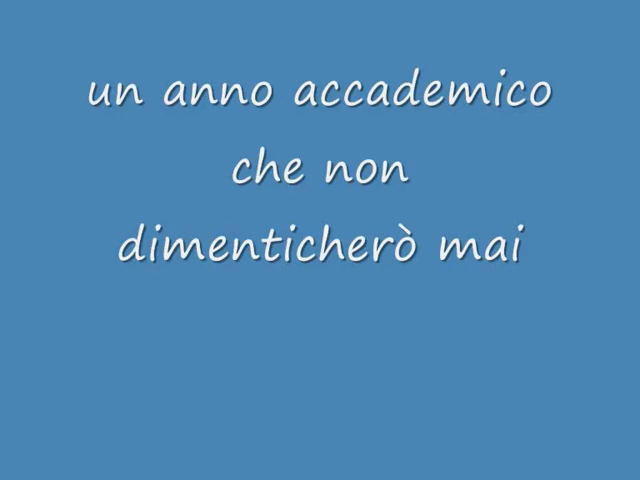 un anno accademico
che non
dimenticherò mai